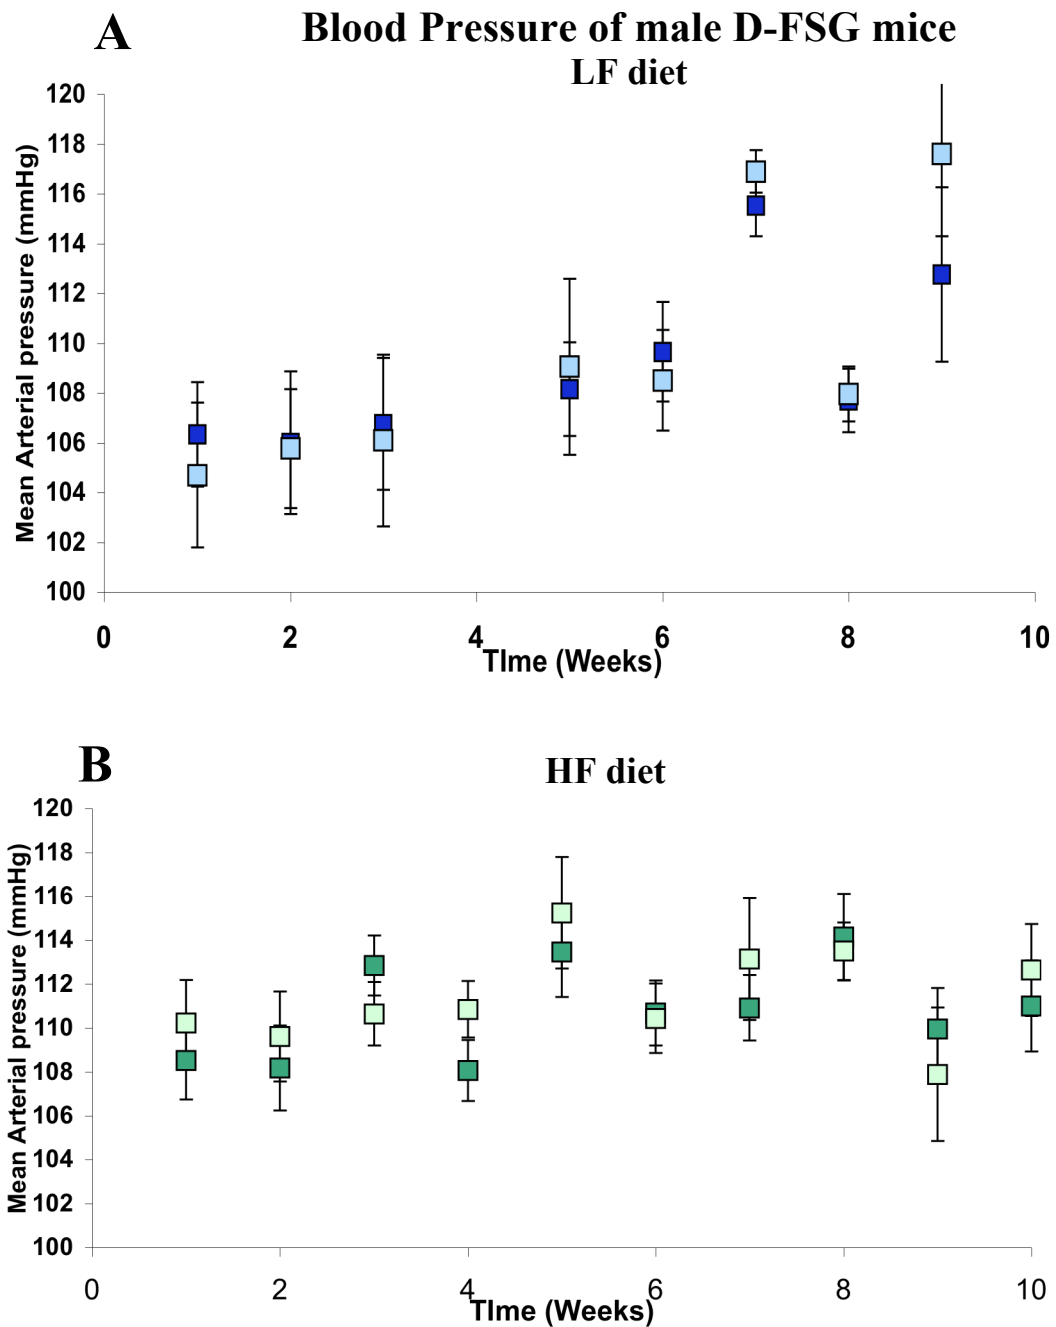 A
Blood Pressure of male D-FSG mice
LF diet
Mean Arterial pressure (mmHg)
120
118
116
114
112
110
108
106
104
102
100
0 2 4 6 8 10
TIme (Weeks)
B
HF diet
Mean Arterial pressure (mmHg)
120
118
116
114
112
110
108
106
104
102
100
0 2 4 6 8 10
TIme (Weeks)